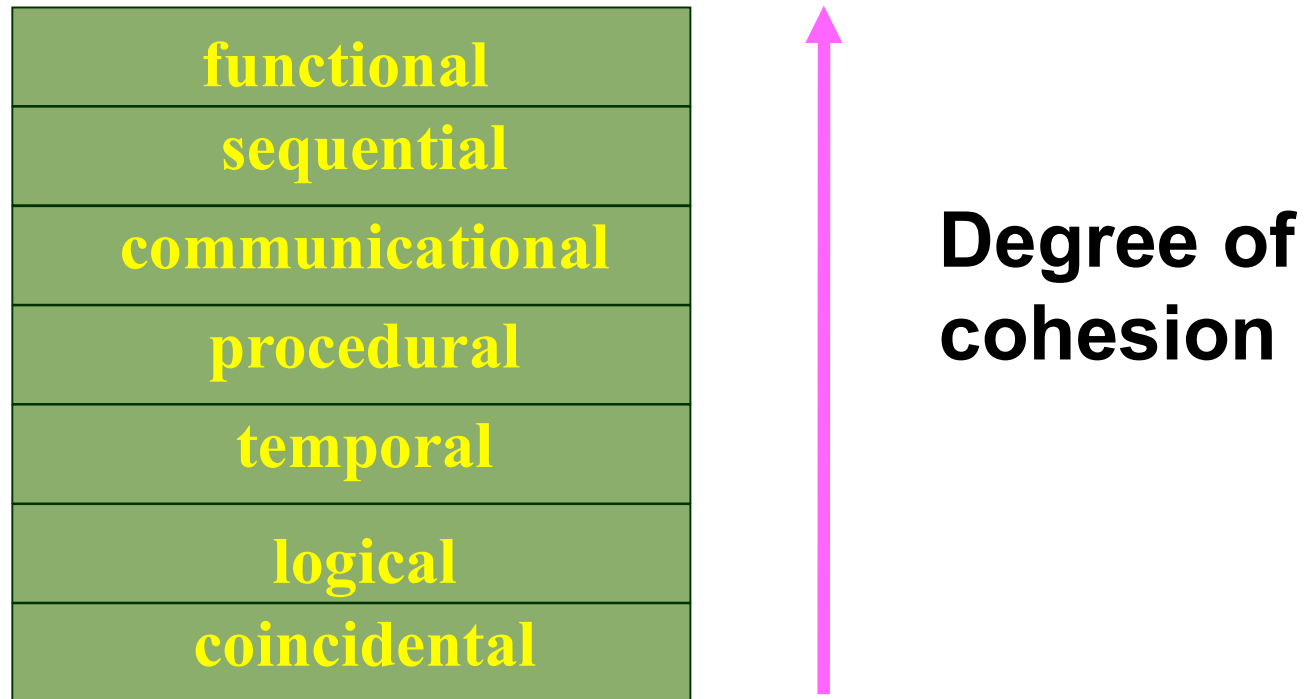 functional
sequential
communicational
procedural
temporal
logical
coincidental
Degree of
cohesion